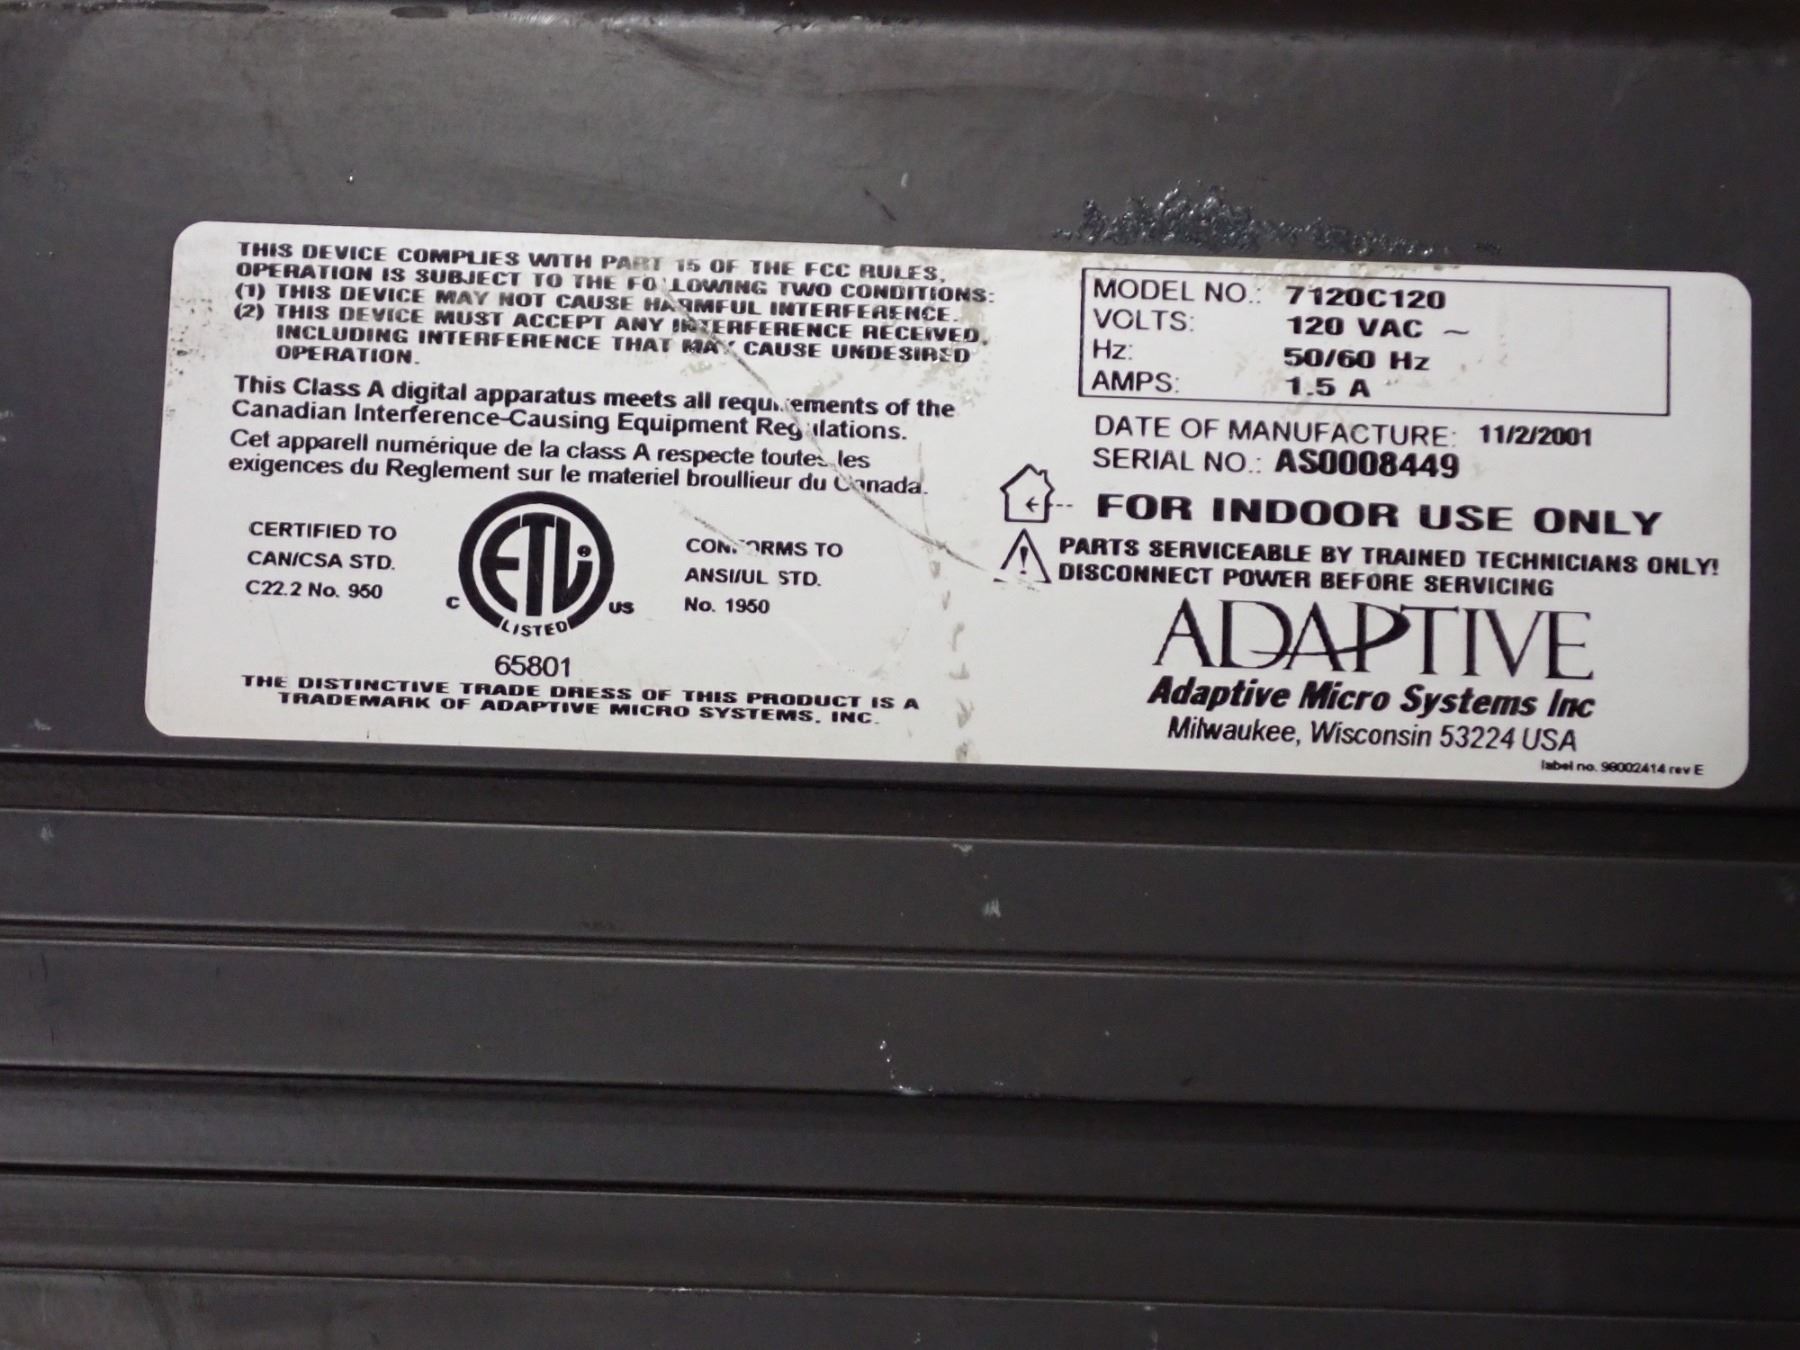 THIS DEVICE COMPLIES WITH PART 15 OF THE FCC RULES,
OPERATION IS SUBJECT TO THE FOLLOWING TWO CONDITIONS:
(1) THIS DEVICE MAY NOT CAUSE HARMFUL INTERFERENCE.
(2) THIS DEVICE MUST ACCEPT ANY INTERFERENCE RECEIVED,
INCLUDING INTERFERENCE THAT MAY CAUSE UNDESIRED
OPERATION.
This Class A digital apparatus meets all requirements of the
Canadian Interference-Causing Equipment Regulations.
Cet apparell numérique de la class A respecte toutes les
exigences du Reglement sur le materiel broullieur du Canada.
CERTIFIED TO
CAN/CSA STD.
C22.2 No. 950
ETL
C US
LISTED
65801
CONFORMS TO
ANSI/UL STD.
No. 1950
THE DISTINCTIVE TRADE DRESS OF THIS PRODUCT IS A
TRADEMARK OF ADAPTIVE MICRO SYSTEMS, INC.
MODEL NO.: 7120C120
VOLTS: 120 VAC ~
Hz: 50/60 Hz
AMPS: 1.5 A
DATE OF MANUFACTURE: 11/2/2001
SERIAL NO.: AS0008449
FOR INDOOR USE ONLY
PARTS SERVICEABLE BY TRAINED TECHNICIANS ONLY!
DISCONNECT POWER BEFORE SERVICING
ADAPTIVE
Adaptive Micro Systems Inc
Milwaukee, Wisconsin 53224 USA
label no. 98002414 rev E